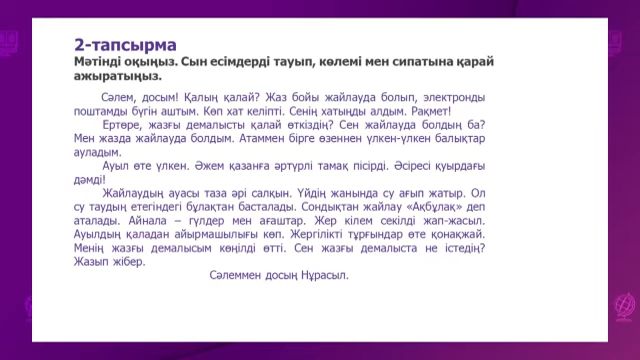 2-тапсырма
Мәтінді оқыңыз. Сын есімдерді тауып, көлемі мен сипатына қарай
ажыратыңыз.
Сәлем, досым! Қалың қалай? Жаз бойы жайлауда болып, электронды
поштамды бүгін аштым. Көп хат келіпті. Сенің хатыңды алдым. Рақмет!
Ертөре, жазғы демалысты қалай өткіздің? Сен жайлауда болдың ба?
Мен жазда жайлауда болдым. Атаммен бірге өзеннен үлкен-үлкен балықтар
ауладым.
Ауыл өте үлкен. Әжем қазанға әртүрлі тамақ пісірді. Әсіресі қуырдағы
дәмді!
Жайлаудың ауасы таза әрі салқын. Үйдің жанында су ағып жатыр. Ол
су таудың етегіндегі бұлақтан басталады. Сондықтан жайлау «Ақбұлақ» деп
аталады. Айнала – гүлдер мен ағаштар. Жер кілем секілді жап-жасыл.
Ауылдың қаладан айырмашылығы көп. Жергілікті тұрғындар өте қонақжай.
Менің жазғы демалысым көңілді өтті. Сен жазғы демалыста не істедің?
Жазып жібер.
Сәлеммен досың Нұрасыл.